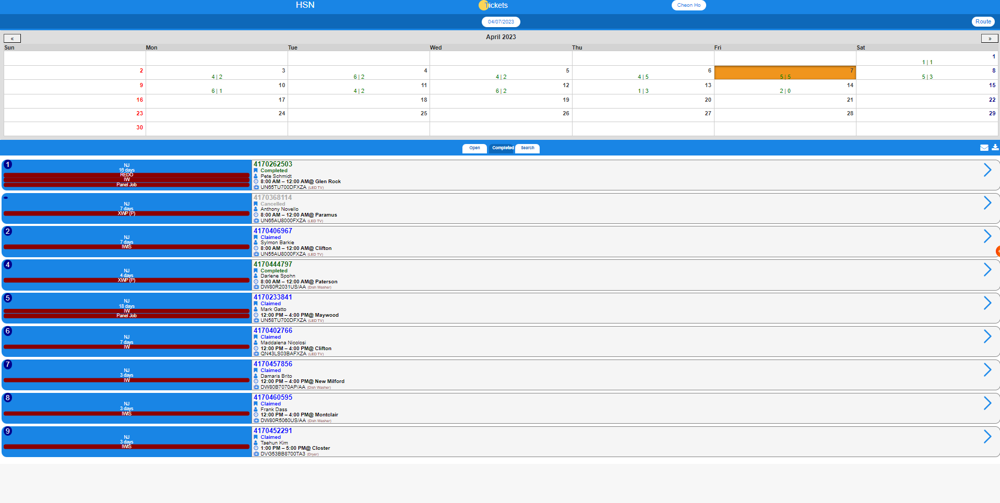 HSN
Tickets
Cheon Ho
04/07/2023
Route
«
April 2023
»
Sun Mon Tue Wed Thu Fri Sat
1
1 | 1
2 3 4 5 6 7 8
4 | 2 6 | 2 4 | 2 4 | 5 5 | 5 5 | 3
9 10 11 12 13 14 15
6 | 1 4 | 2 6 | 2 1 | 3 2 | 0
16 17 18 19 20 21 22
23 24 25 26 27 28 29
30
Open Completed Search
1
NJ
16 days
REDO
IW
Panel Job
4170262503
Completed
Pete Schmidt
8:00 AM – 12:00 AM@ Glen Rock
UN65TU700DFXZA (LED TV)
NJ
7 days
XWP (P)
4170368114
Cancelled
Anthony Novello
8:00 AM – 12:00 AM@ Paramus
UN65AU8000FXZA (LED TV)
2
NJ
7 days
IWIS
4170406967
Claimed
Sylmon Barkie
8:00 AM – 12:00 AM@ Clifton
UN55AU8000FXZA (LED TV)
4
NJ
4 days
XWP (P)
4170444797
Completed
Darlene Spohn
8:00 AM – 12:00 AM@ Paterson
DW80R2031US/AA (Dish Washer)
5
NJ
18 days
IW
Panel Job
4170233841
Claimed
Mark Gatto
12:00 PM – 4:00 PM@ Maywood
UN58TU700DFXZA (LED TV)
6
NJ
7 days
IW
4170402766
Claimed
Maddalena Nicolosi
12:00 PM – 4:00 PM@ Clifton
QN43LS03BAFXZA (LED TV)
7
NJ
3 days
IW
4170457856
Claimed
Damaris Brito
12:00 PM – 4:00 PM@ New Milford
DW80B7070AP/AA (Dish Washer)
8
NJ
3 days
IWIS
4170460595
Claimed
Frank Dass
12:00 PM – 4:00 PM@ Montclair
DW80R5060US/AA (Dish Washer)
9
NJ
3 days
IWIS
4170452291
Claimed
Taehun Kim
1:00 PM – 5:00 PM@ Closter
DVG53BB8700TA3 (Dryer)